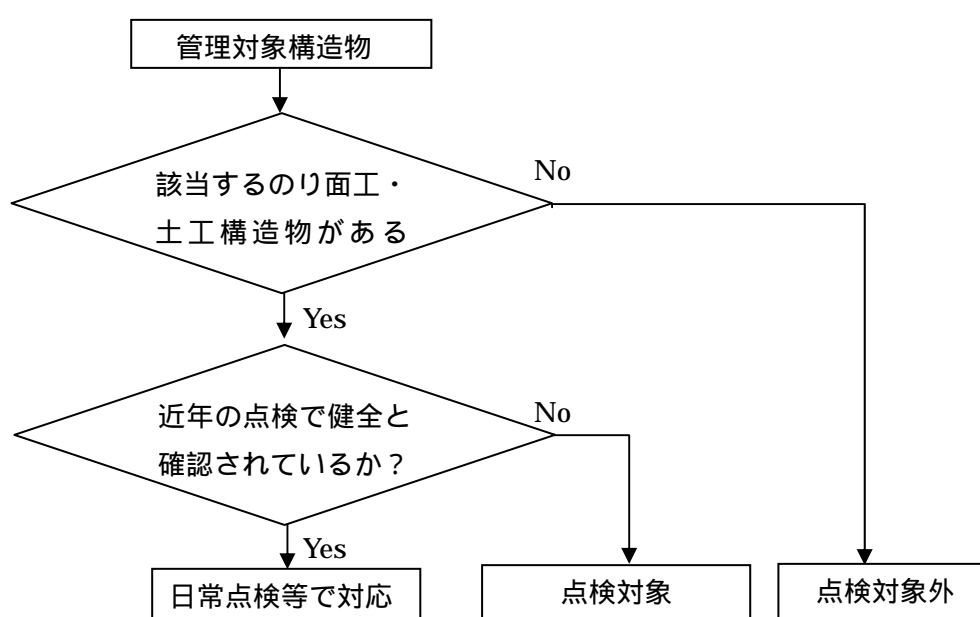 管理対象構造物
該当するのり面工・
土工構造物がある
No
Yes
近年の点検で健全と
確認されているか？
No
Yes
日常点検等で対応
点検対象
点検対象外